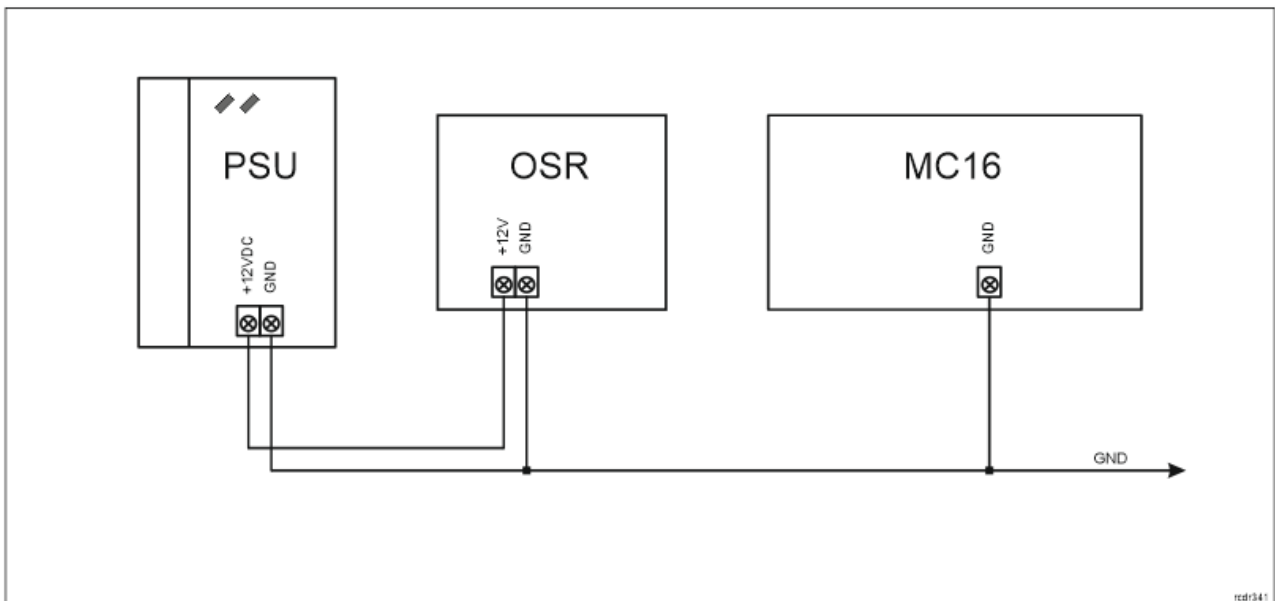 PSU
OSR
MC16
+12VDC
GND
+12V
GND
GND
GND
rcdr341